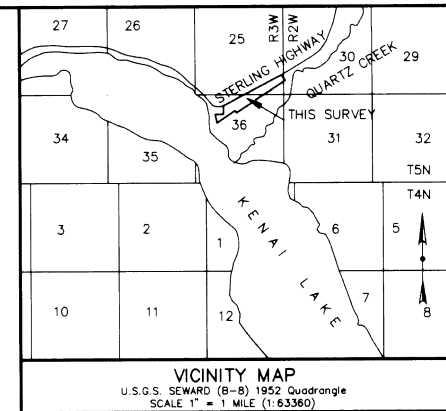 27 26 25 R3W R2W 30 29
STERLING HIGHWAY
QUARTZ CREEK
36 THIS SURVEY
34 35 31 32
T5N
T4N
KENAI LAKE
3 2 1 6 5
10 11 12 7 8
VICINITY MAP
U.S.G.S. SEWARD (B-8) 1952 Quadrangle
SCALE 1" = 1 MILE (1:63360)